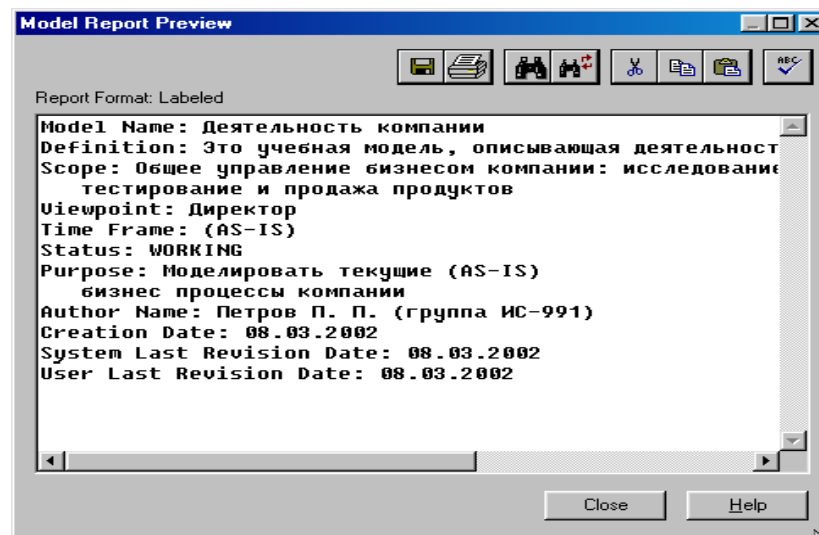 Model Report Preview
ABC
Report Format: Labeled
Model Name: Деятельность компании
Definition: Это учебная модель, описывающая деятельност
Scope: Общее управление бизнесом компании: исследование
тестирование и продажа продуктов
Viewpoint: Директор
Time Frame: (AS-IS)
Status: WORKING
Purpose: Моделировать текущие (AS-IS)
бизнес процессы компании
Author Name: Петров П. П. (группа ИС-991)
Creation Date: 08.03.2002
System Last Revision Date: 08.03.2002
User Last Revision Date: 08.03.2002
Close Help